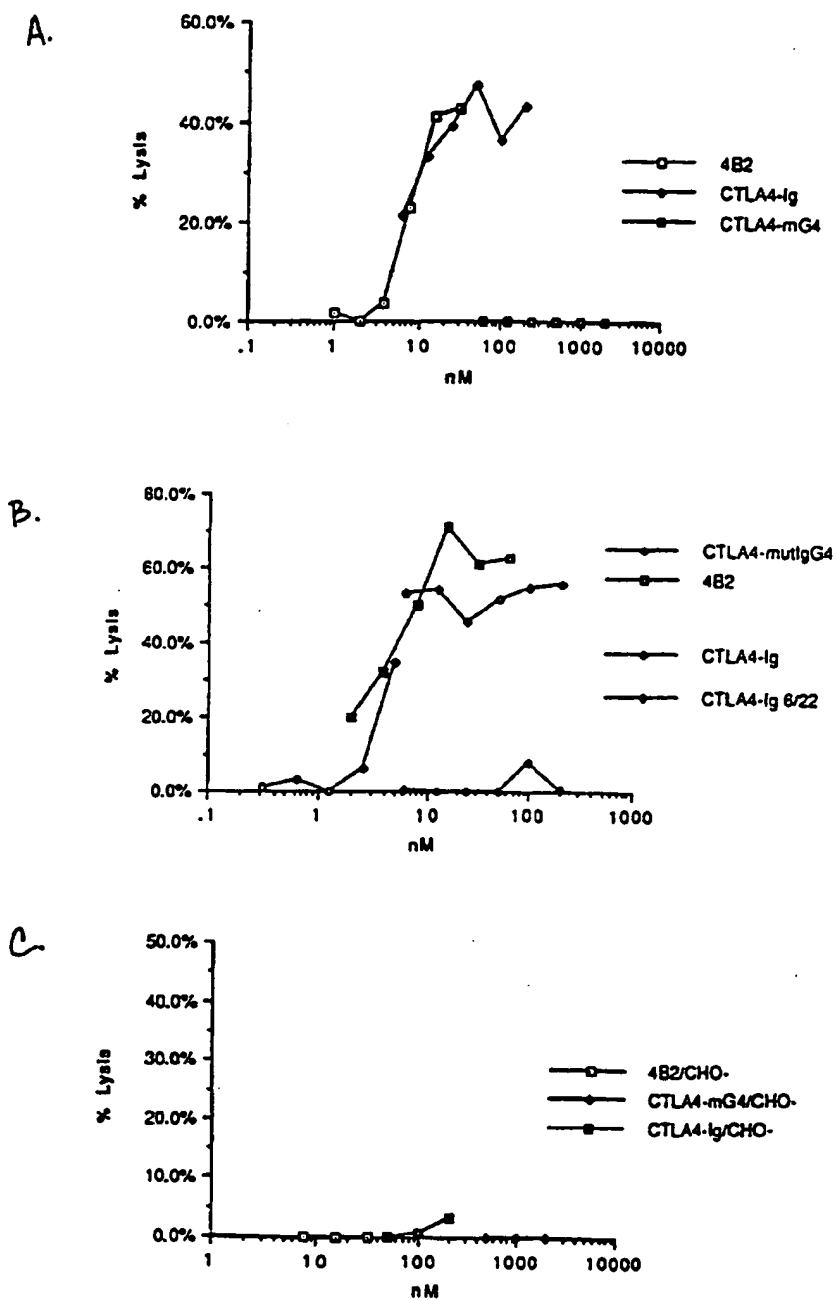 A.
60.0%
40.0%
20.0%
0.0%
% Lysis
.1 1 10 100 1000 10000
nM
4B2
CTLA4-Ig
CTLA4-mG4
B.
80.0%
60.0%
40.0%
20.0%
0.0%
% Lysis
.1 1 10 100 1000
nM
CTLA4-mutIgG4
4B2
CTLA4-Ig
CTLA4-Ig 6/22
C.
50.0%
40.0%
30.0%
20.0%
10.0%
0.0%
% Lysis
1 10 100 1000 10000
nM
4B2/CHO-
CTLA4-mG4/CHO-
CTLA4-Ig/CHO-